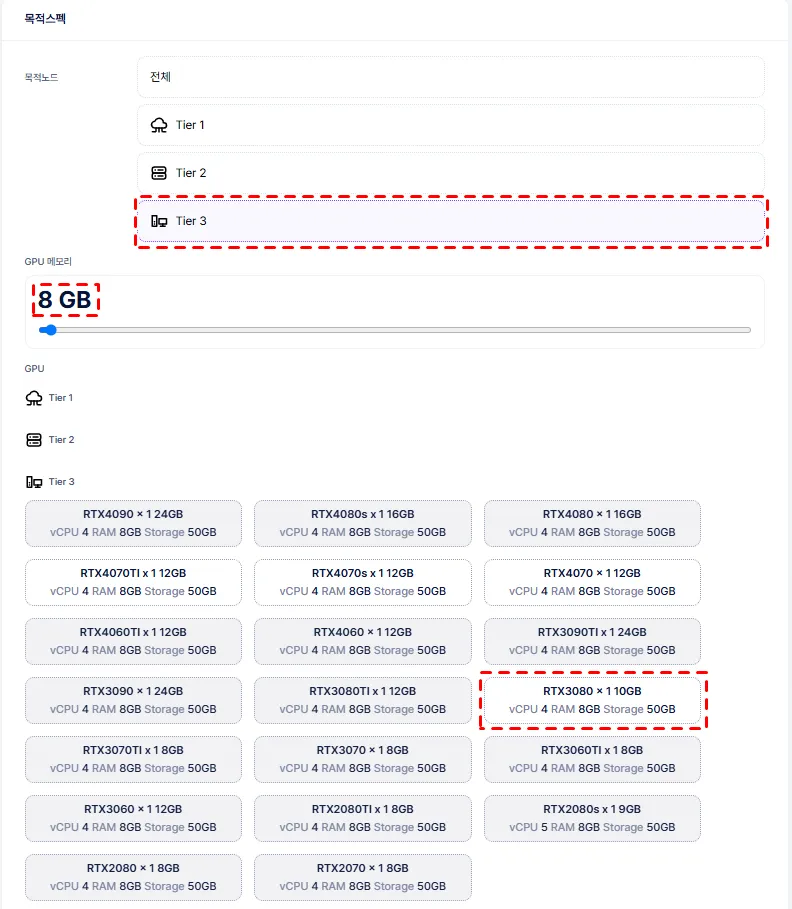 목적스펙
목적노드
전체
Tier 1
Tier 2
Tier 3
GPU 메모리
8 GB
GPU
Tier 1
Tier 2
Tier 3
RTX4090 × 1 24GB
vCPU 4 RAM 8GB Storage 50GB
RTX4080s x 1 16GB
vCPU 4 RAM 8GB Storage 50GB
RTX4080 × 1 16GB
vCPU 4 RAM 8GB Storage 50GB
RTX4070TI x 1 12GB
vCPU 4 RAM 8GB Storage 50GB
RTX4070s x 1 12GB
vCPU 4 RAM 8GB Storage 50GB
RTX4070 × 1 12GB
vCPU 4 RAM 8GB Storage 50GB
RTX4060TI x 1 12GB
vCPU 4 RAM 8GB Storage 50GB
RTX4060 × 1 12GB
vCPU 4 RAM 8GB Storage 50GB
RTX3090TI x 1 24GB
vCPU 4 RAM 8GB Storage 50GB
RTX3090 × 1 24GB
vCPU 4 RAM 8GB Storage 50GB
RTX3080TI x 1 12GB
vCPU 4 RAM 8GB Storage 50GB
RTX3080 × 1 10GB
vCPU 4 RAM 8GB Storage 50GB
RTX3070TI x 1 8GB
vCPU 4 RAM 8GB Storage 50GB
RTX3070 × 1 8GB
vCPU 4 RAM 8GB Storage 50GB
RTX3060TI x 1 8GB
vCPU 4 RAM 8GB Storage 50GB
RTX3060 × 1 12GB
vCPU 4 RAM 8GB Storage 50GB
RTX2080TI x 1 8GB
vCPU 4 RAM 8GB Storage 50GB
RTX2080s x 1 9GB
vCPU 5 RAM 8GB Storage 50GB
RTX2080 × 1 8GB
vCPU 4 RAM 8GB Storage 50GB
RTX2070 × 1 8GB
vCPU 4 RAM 8GB Storage 50GB